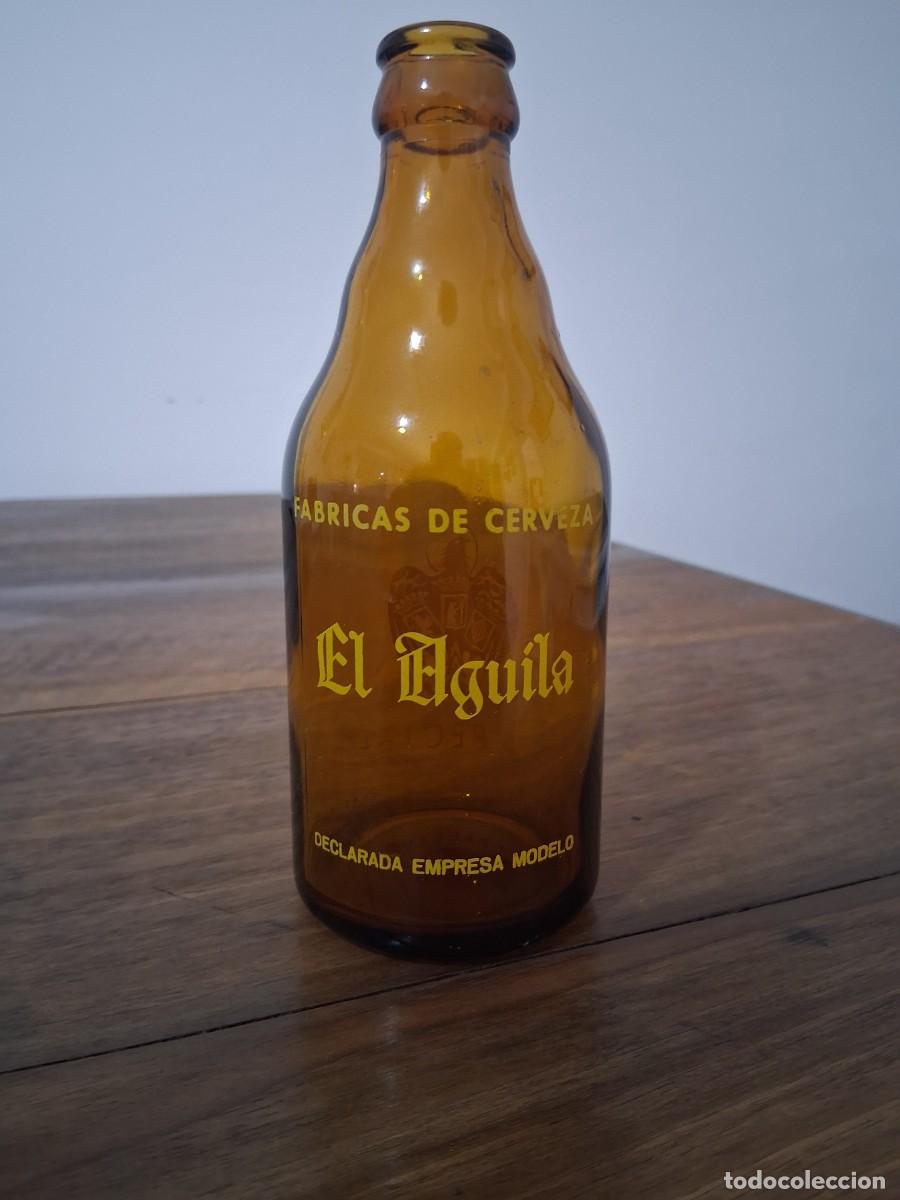 FABRICAS DE CERVEZA
El Aguila
DECLARADA EMPRESA MODELO
todocoleccion